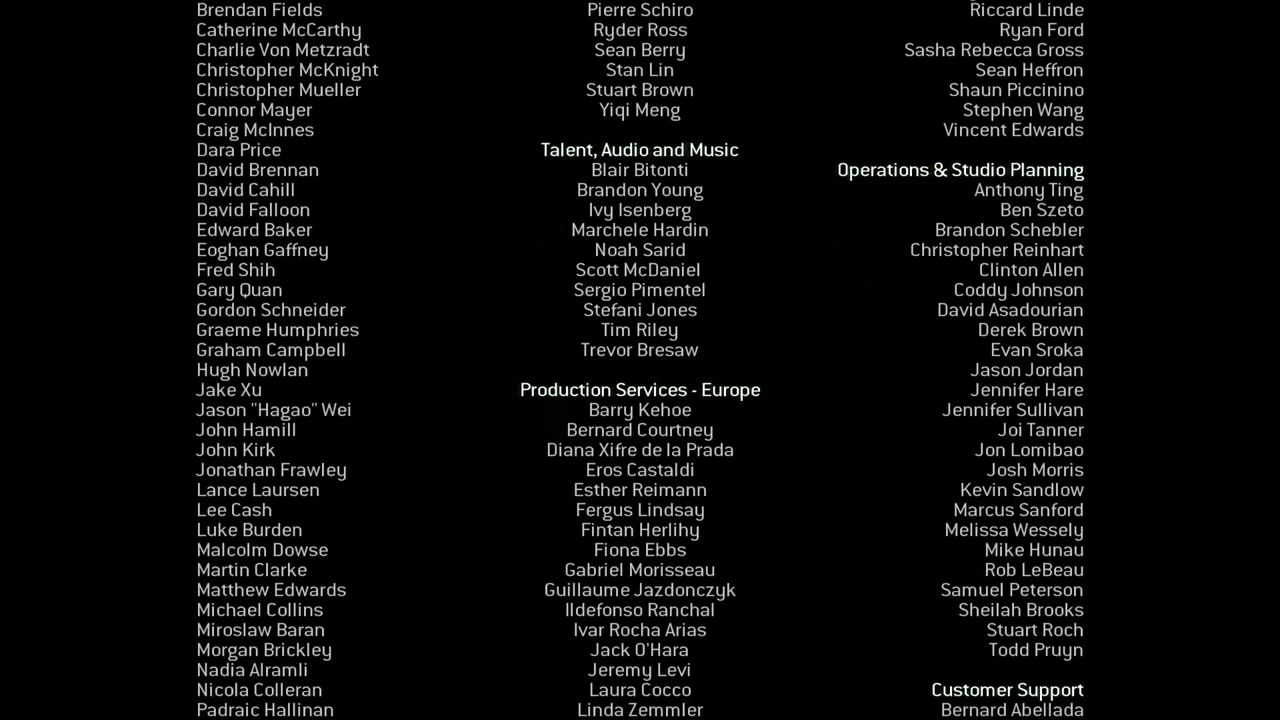 Brendan Fields
Catherine McCarthy
Charlie Von Metzradt
Christopher McKnight
Christopher Mueller
Connor Mayer
Craig McInnes
Dara Price
David Brennan
David Cahill
David Falloon
Edward Baker
Eoghan Gaffney
Fred Shih
Gary Quan
Gordon Schneider
Graeme Humphries
Graham Campbell
Hugh Nowlan
Jake Xu
Jason "Hagao" Wei
John Hamill
John Kirk
Jonathan Frawley
Lance Laursen
Lee Cash
Luke Burden
Malcolm Dowse
Martin Clarke
Matthew Edwards
Michael Collins
Miroslaw Baran
Morgan Brickley
Nadia Alramli
Nicola Colleran
Padraic Hallinan
Pierre Schiro
Ryder Ross
Sean Berry
Stan Lin
Stuart Brown
Yiqi Meng
Talent, Audio and Music
Blair Bitonti
Brandon Young
Ivy Isenberg
Marchele Hardin
Noah Sarid
Scott McDaniel
Sergio Pimentel
Stefani Jones
Tim Riley
Trevor Bresaw
Production Services - Europe
Barry Kehoe
Bernard Courtney
Diana Xifre de la Prada
Eros Castaldi
Esther Reimann
Fergus Lindsay
Fintan Herlihy
Fiona Ebbs
Gabriel Morisseau
Guillaume Jazdonczyk
Ildefonso Ranchal
Ivar Rocha Arias
Jack O'Hara
Jeremy Levi
Laura Cocco
Linda Zemmler
Riccard Linde
Ryan Ford
Sasha Rebecca Gross
Sean Heffron
Shaun Piccinino
Stephen Wang
Vincent Edwards
Operations & Studio Planning
Anthony Ting
Ben Szeto
Brandon Schebler
Christopher Reinhart
Clinton Allen
Coddy Johnson
David Asadourian
Derek Brown
Evan Sroka
Jason Jordan
Jennifer Hare
Jennifer Sullivan
Joi Tanner
Jon Lomibao
Josh Morris
Kevin Sandlow
Marcus Sanford
Melissa Wessely
Mike Hunau
Rob LeBeau
Samuel Peterson
Sheilah Brooks
Stuart Roch
Todd Pruyn
Customer Support
Bernard Abellada